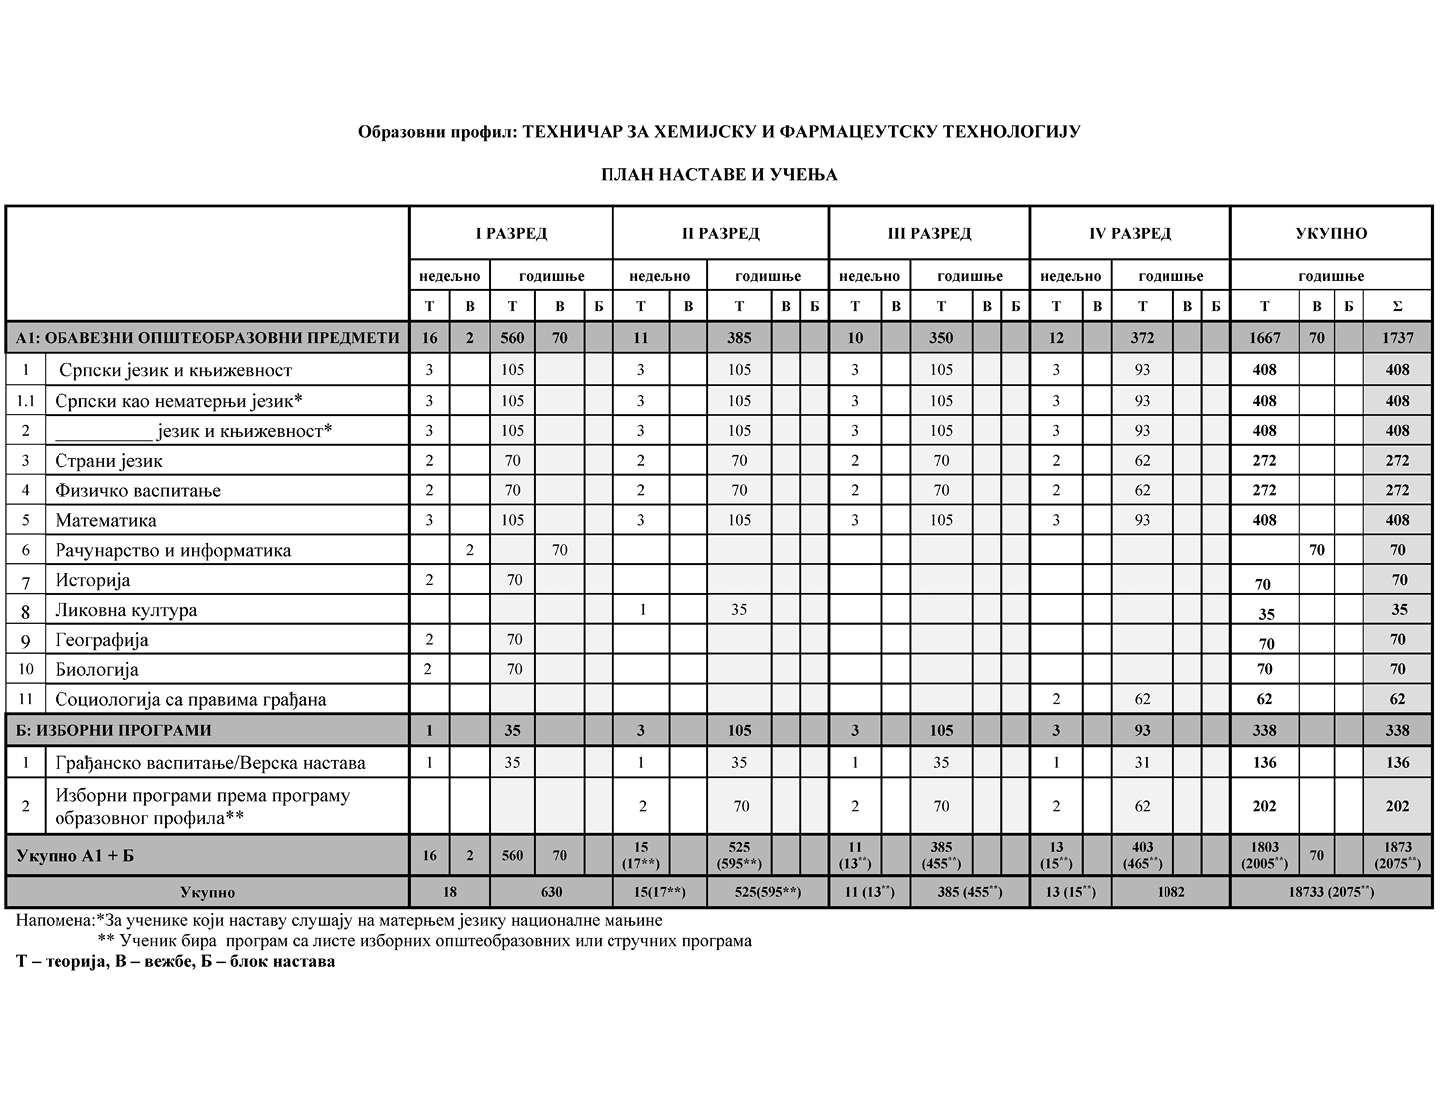 Образовни профил: ТЕХНИЧАР ЗА ХЕМИЈСКУ И ФАРМАЦЕУТСКУ ТЕХНОЛОГИЈУ
ПЛАН НАСТАВЕ И УЧЕЊА
I РАЗРЕД II РАЗРЕД III РАЗРЕД IV РАЗРЕД УКУПНО
недељно годишње недељно годишње недељно годишње недељно годишње годишње
Т В Т В Б Т В Т В Б Т В Т В Б Т В Т В Б Т В Б Σ
А1: ОБАВЕЗНИ ОПШТЕОБРАЗОВНИ ПРЕДМЕТИ 16 2 560 70 11 385 10 350 12 372 1667 70 1737
1 Српски језик и књижевност 3 105 3 105 3 105 3 93 408 408
1.1 Српски као нематерњи језик* 3 105 3 105 3 105 3 93 408 408
2 ___________ језик и књижевност* 3 105 3 105 3 105 3 93 408 408
3 Страни језик 2 70 2 70 2 70 2 62 272 272
4 Физичко васпитање 2 70 2 70 2 70 2 62 272 272
5 Математика 3 105 3 105 3 105 3 93 408 408
6 Рачунарство и информатика 2 70 70 70
7 Историја 2 70 70 70
8 Ликовна култура 1 35 35 35
9 Географија 2 70 70 70
10 Биологија 2 70 70 70
11 Социологија са правима грађана 2 62 62 62
Б: ИЗБОРНИ ПРОГРАМИ 1 35 3 105 3 105 3 93 338 338
1 Грађанско васпитање/Верска настава 1 35 1 35 1 35 1 31 136 136
2 Изборни програми према програму
образовног профила** 2 70 2 70 2 62 202 202
Укупно А1 + Б 16 2 560 70 15 525 11 385 13 403 1803 70 1873
(17**) (595**) (13**) (455**) (15**) (465**) (2005**) (2075**)
Укупно 18 630 15(17**) 525(595**) 11 (13**) 385 (455**) 13 (15**) 1082 18733 (2075**)
Напомена:*За ученике који наставу слушају на матерњем језику националне мањине
** Ученик бира програм са листе изборних општеобразовних или стручних програма
Т – теорија, В – вежбе, Б – блок настава